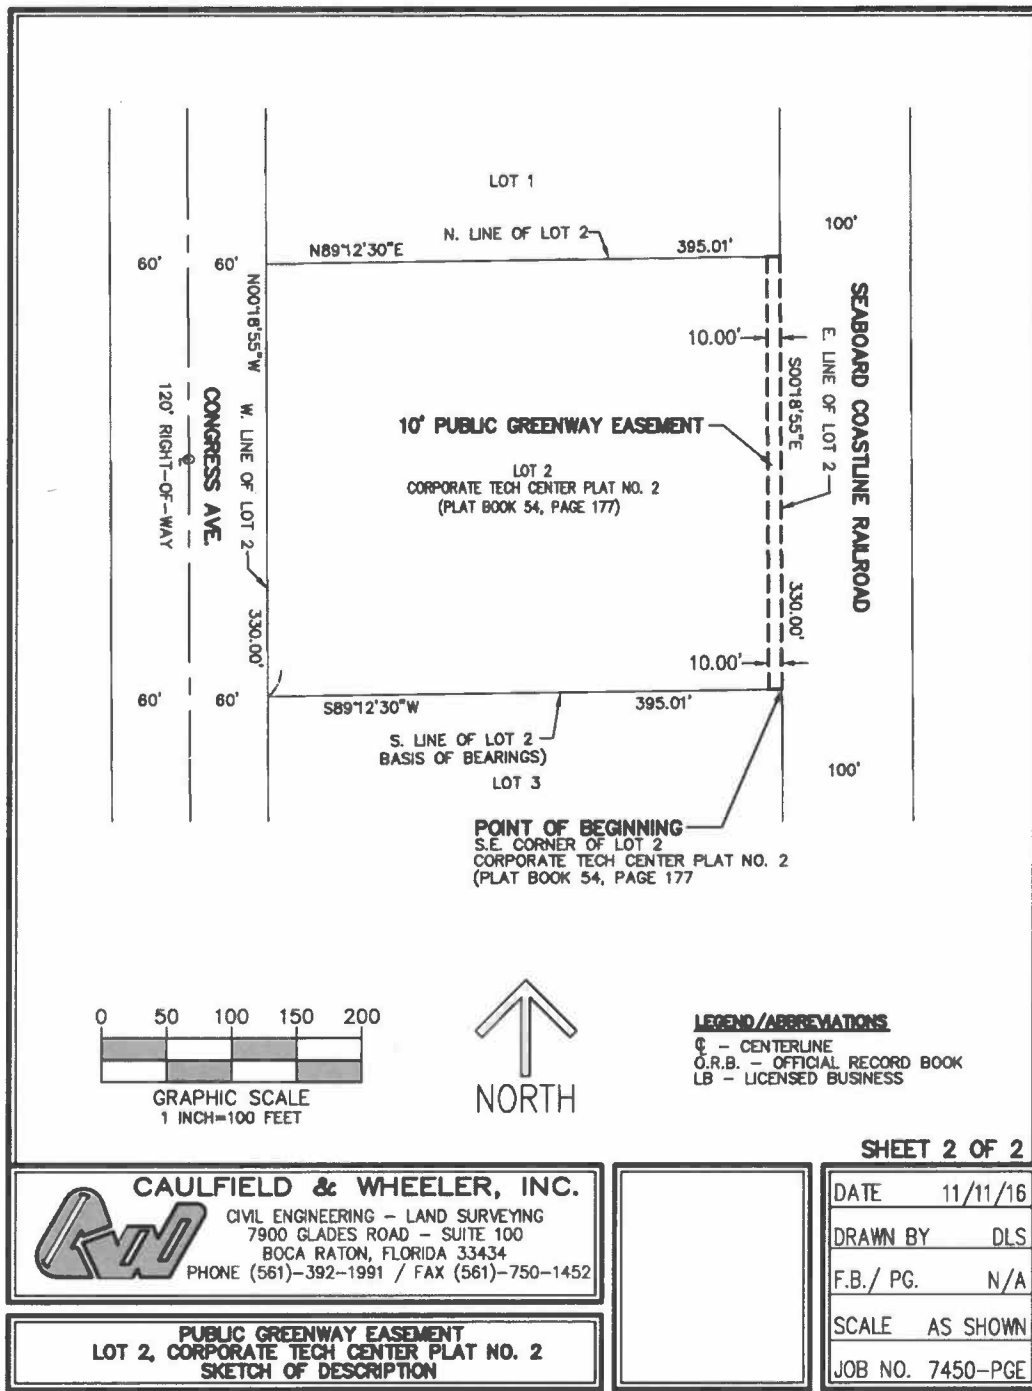 LOT 1
100'
N. LINE OF LOT 2
N89°12'30"E
395.01'
60'
60'
N00°18'55"W
10.00'
SEABOARD COASTLINE RAILROAD
E. LINE OF LOT 2
S00°18'55"E
CONGRESS AVE.
120' RIGHT-OF-WAY
W. LINE OF LOT 2
10' PUBLIC GREENWAY EASEMENT
LOT 2
CORPORATE TECH CENTER PLAT NO. 2
(PLAT BOOK 54, PAGE 177)
330.00'
330.00'
10.00'
60'
60'
S89°12'30"W
395.01'
S. LINE OF LOT 2
BASIS OF BEARINGS)
LOT 3
100'
POINT OF BEGINNING
S.E. CORNER OF LOT 2
CORPORATE TECH CENTER PLAT NO. 2
(PLAT BOOK 54, PAGE 177
0 50 100 150 200
GRAPHIC SCALE
1 INCH=100 FEET
NORTH
LEGEND/ABBREVIATIONS
℄ - CENTERLINE
O.R.B. - OFFICIAL RECORD BOOK
LB - LICENSED BUSINESS
SHEET 2 OF 2
CAULFIELD & WHEELER, INC.
CIVIL ENGINEERING - LAND SURVEYING
7900 GLADES ROAD - SUITE 100
BOCA RATON, FLORIDA 33434
PHONE (561)-392-1991 / FAX (561)-750-1452
PUBLIC GREENWAY EASEMENT
LOT 2, CORPORATE TECH CENTER PLAT NO. 2
SKETCH OF DESCRIPTION
DATE 11/11/16
DRAWN BY DLS
F.B./ PG. N/A
SCALE AS SHOWN
JOB NO. 7450-PGE